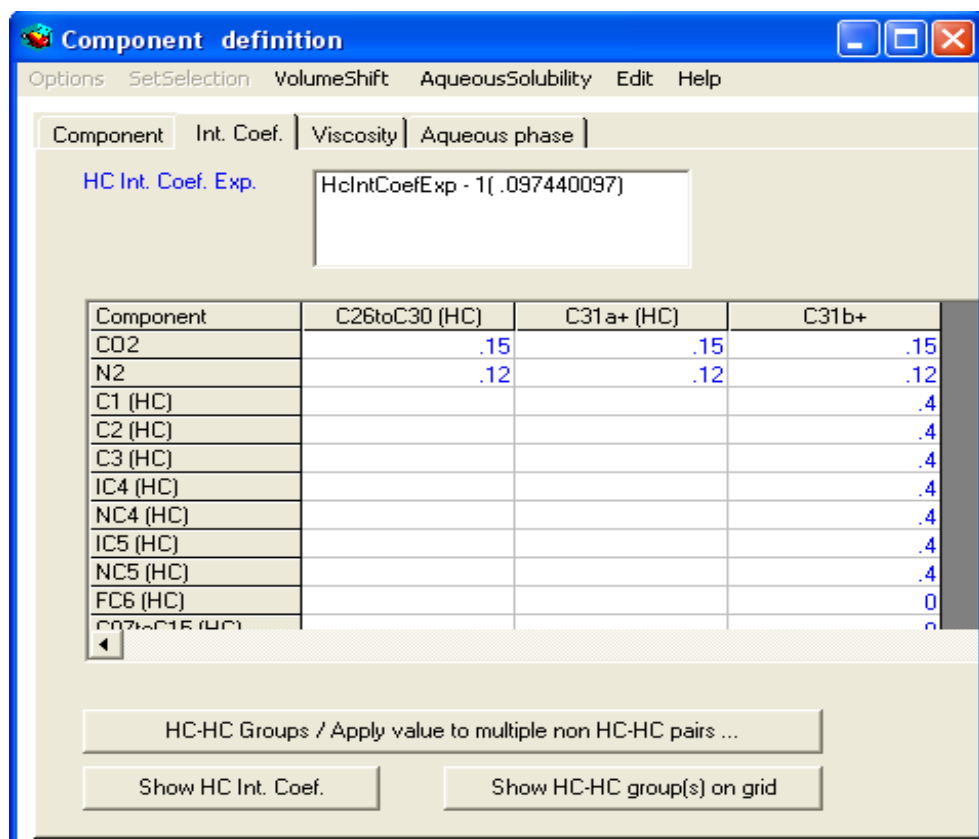 Component definition
Options SetSelection VolumeShift AqueousSolubility Edit Help
Component Int. Coef. Viscosity Aqueous phase
HC Int. Coef. Exp. HcIntCoefExp - 1( .097440097)
Component C26toC30 (HC) C31a+ (HC) C31b+
CO2 .15 .15 .15
N2 .12 .12 .12
C1 (HC) .4
C2 (HC) .4
C3 (HC) .4
IC4 (HC) .4
NC4 (HC) .4
IC5 (HC) .4
NC5 (HC) .4
FC6 (HC) 0
C07toC15 (HC) 0
HC-HC Groups / Apply value to multiple non HC-HC pairs ...
Show HC Int. Coef. Show HC-HC group(s) on grid